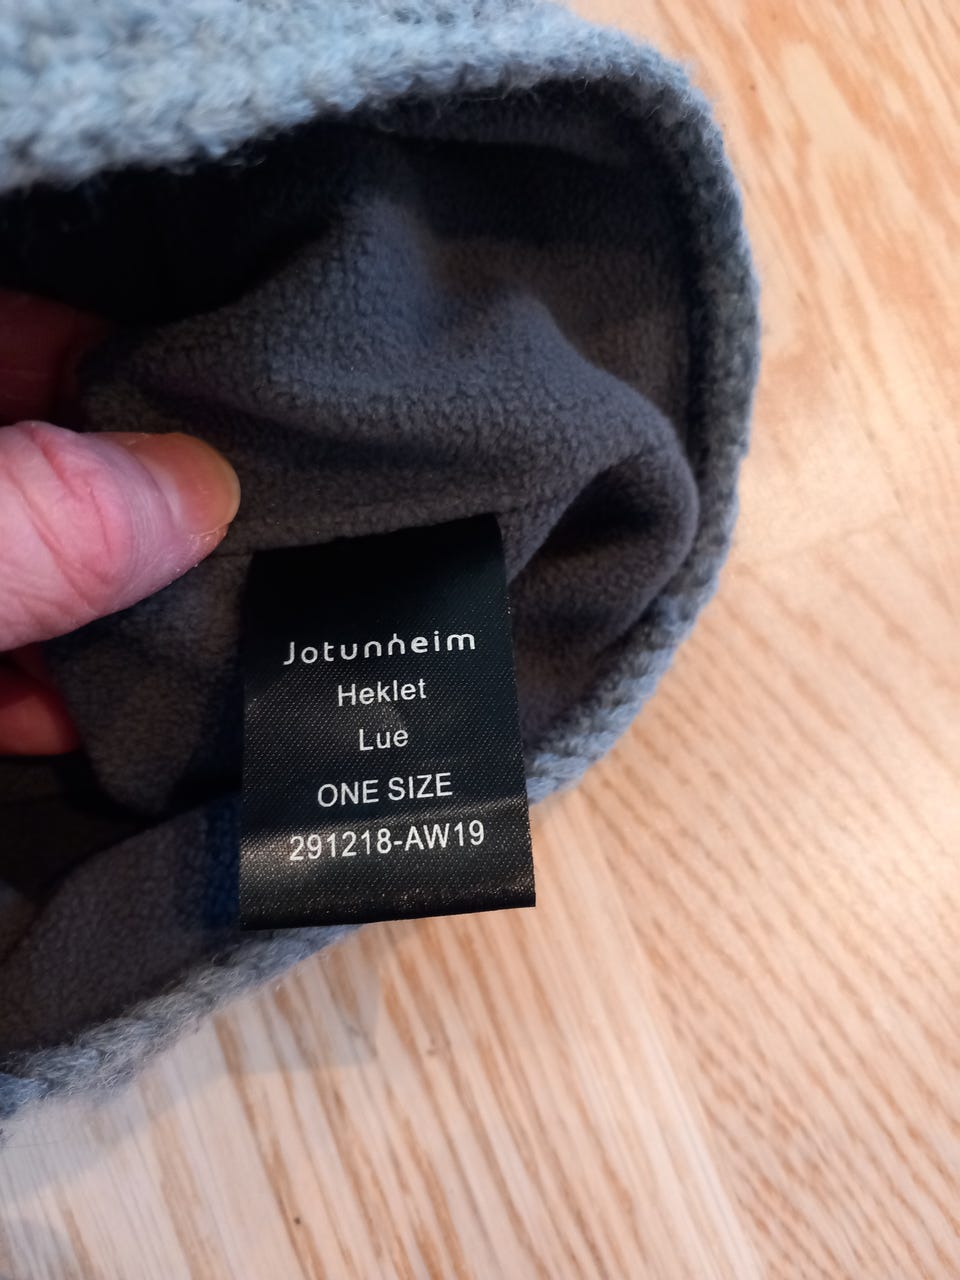 Jotunheim
Heklet
Lue
ONE SIZE
291218-AW19